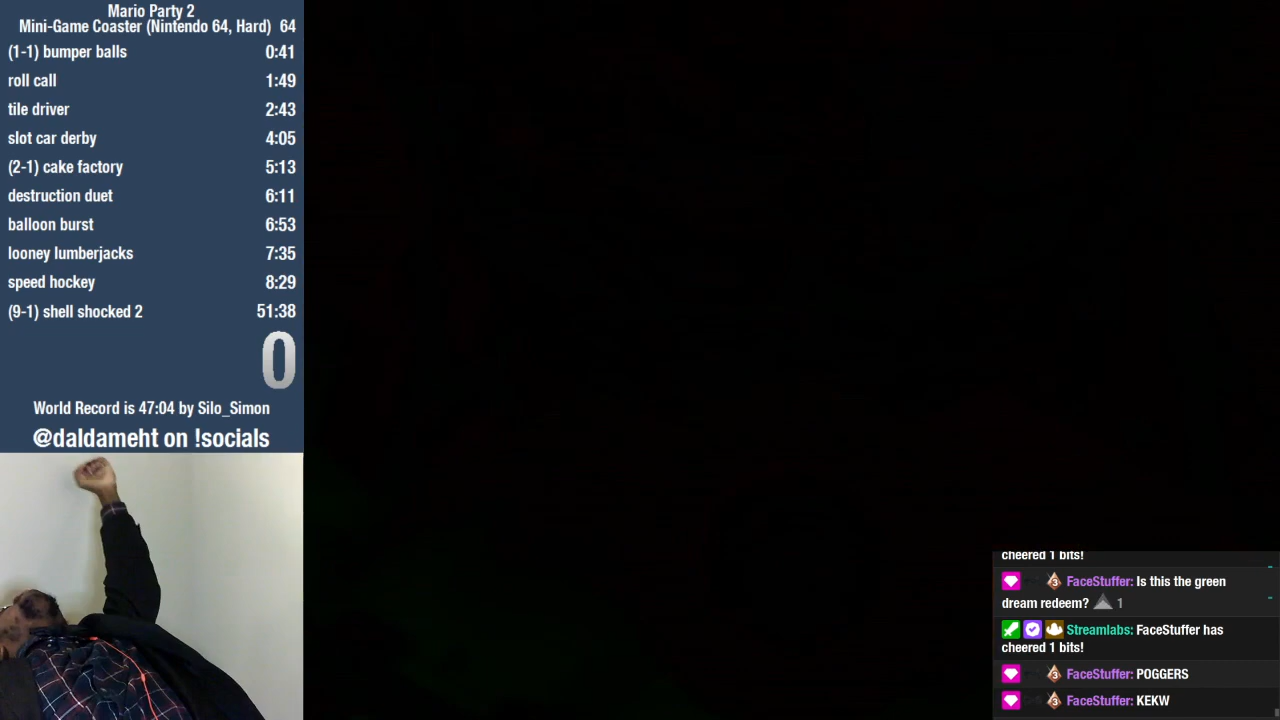 Mario Party 2
Mini-Game Coaster (Nintendo 64, Hard) 64
(1-1) bumper balls 0:41
roll call 1:49
tile driver 2:43
slot car derby 4:05
(2-1) cake factory 5:13
destruction duet 6:11
balloon burst 6:53
looney lumberjacks 7:35
speed hockey 8:29
(9-1) shell shocked 2 51:38
0
World Record is 47:04 by Silo_Simon
@daldameht on !socials
cheered 1 bits!
3 FaceStuffer: Is this the green
dream redeem? 1
Streamlabs: FaceStuffer has
cheered 1 bits!
3 FaceStuffer: POGGERS
3 FaceStuffer: KEKW